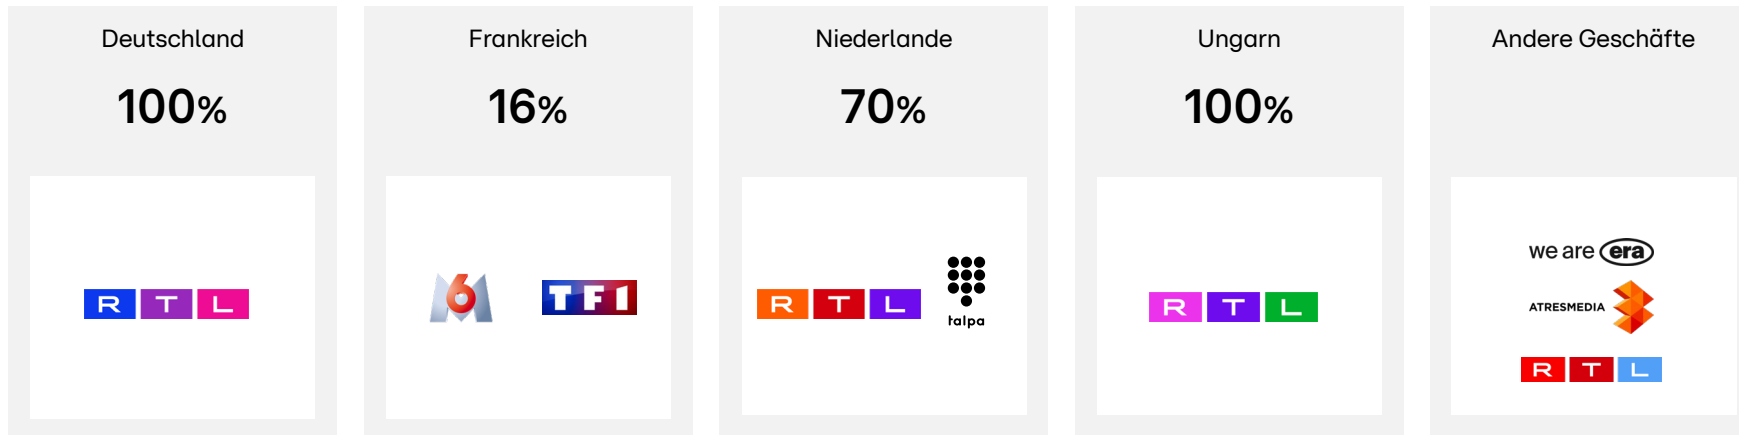 Deutschland
100%
RTL
Frankreich
16%
M6
TF1
Niederlande
70%
RTL
talpa
Ungarn
100%
RTL
Andere Geschäfte
we are era
ATRESMEDIA
RTL